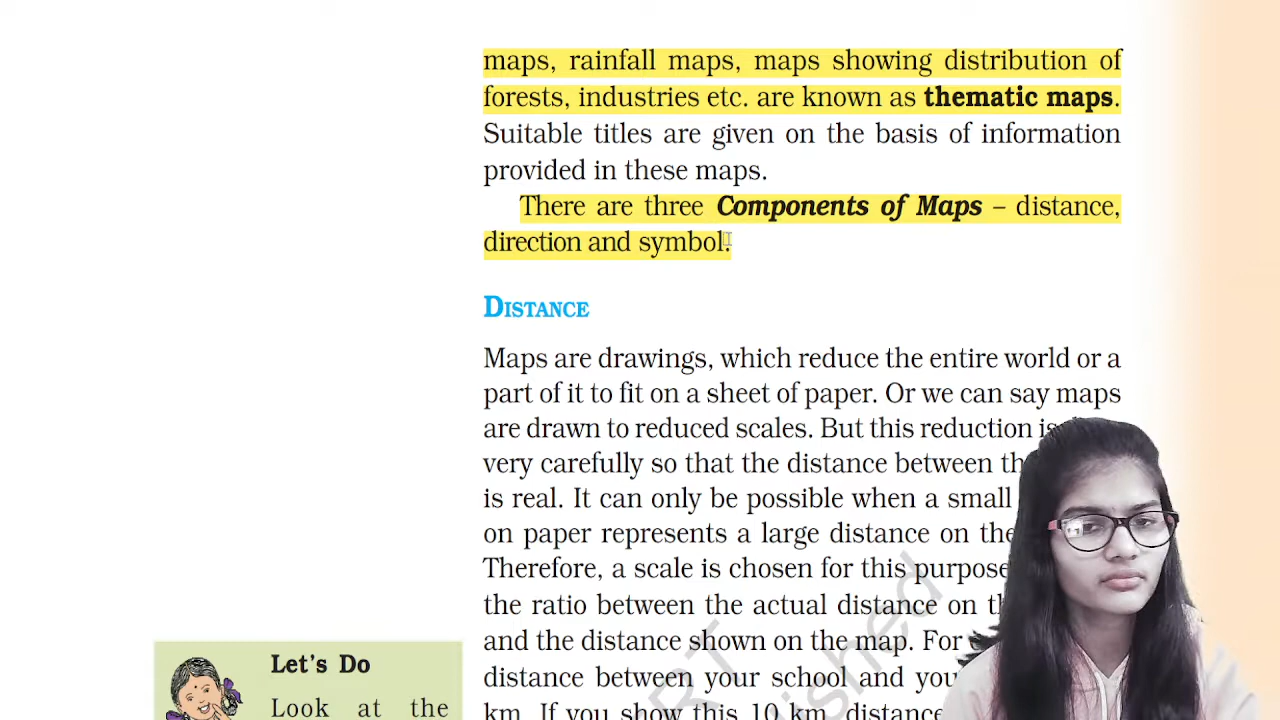 maps, rainfall maps, maps showing distribution of
forests, industries etc. are known as thematic maps.
Suitable titles are given on the basis of information
provided in these maps.
There are three Components of Maps – distance,
direction and symbol.
DISTANCE
Maps are drawings, which reduce the entire world or a
part of it to fit on a sheet of paper. Or we can say maps
are drawn to reduced scales. But this reduction is
very carefully so that the distance between
is real. It can only be possible when a small
on paper represents a large distance on the
Therefore, a scale is chosen for this purpose
the ratio between the actual distance on
and the distance shown on the map. For
distance between your school and
km. If you show this 10 km. distance
Let's Do
Look at the